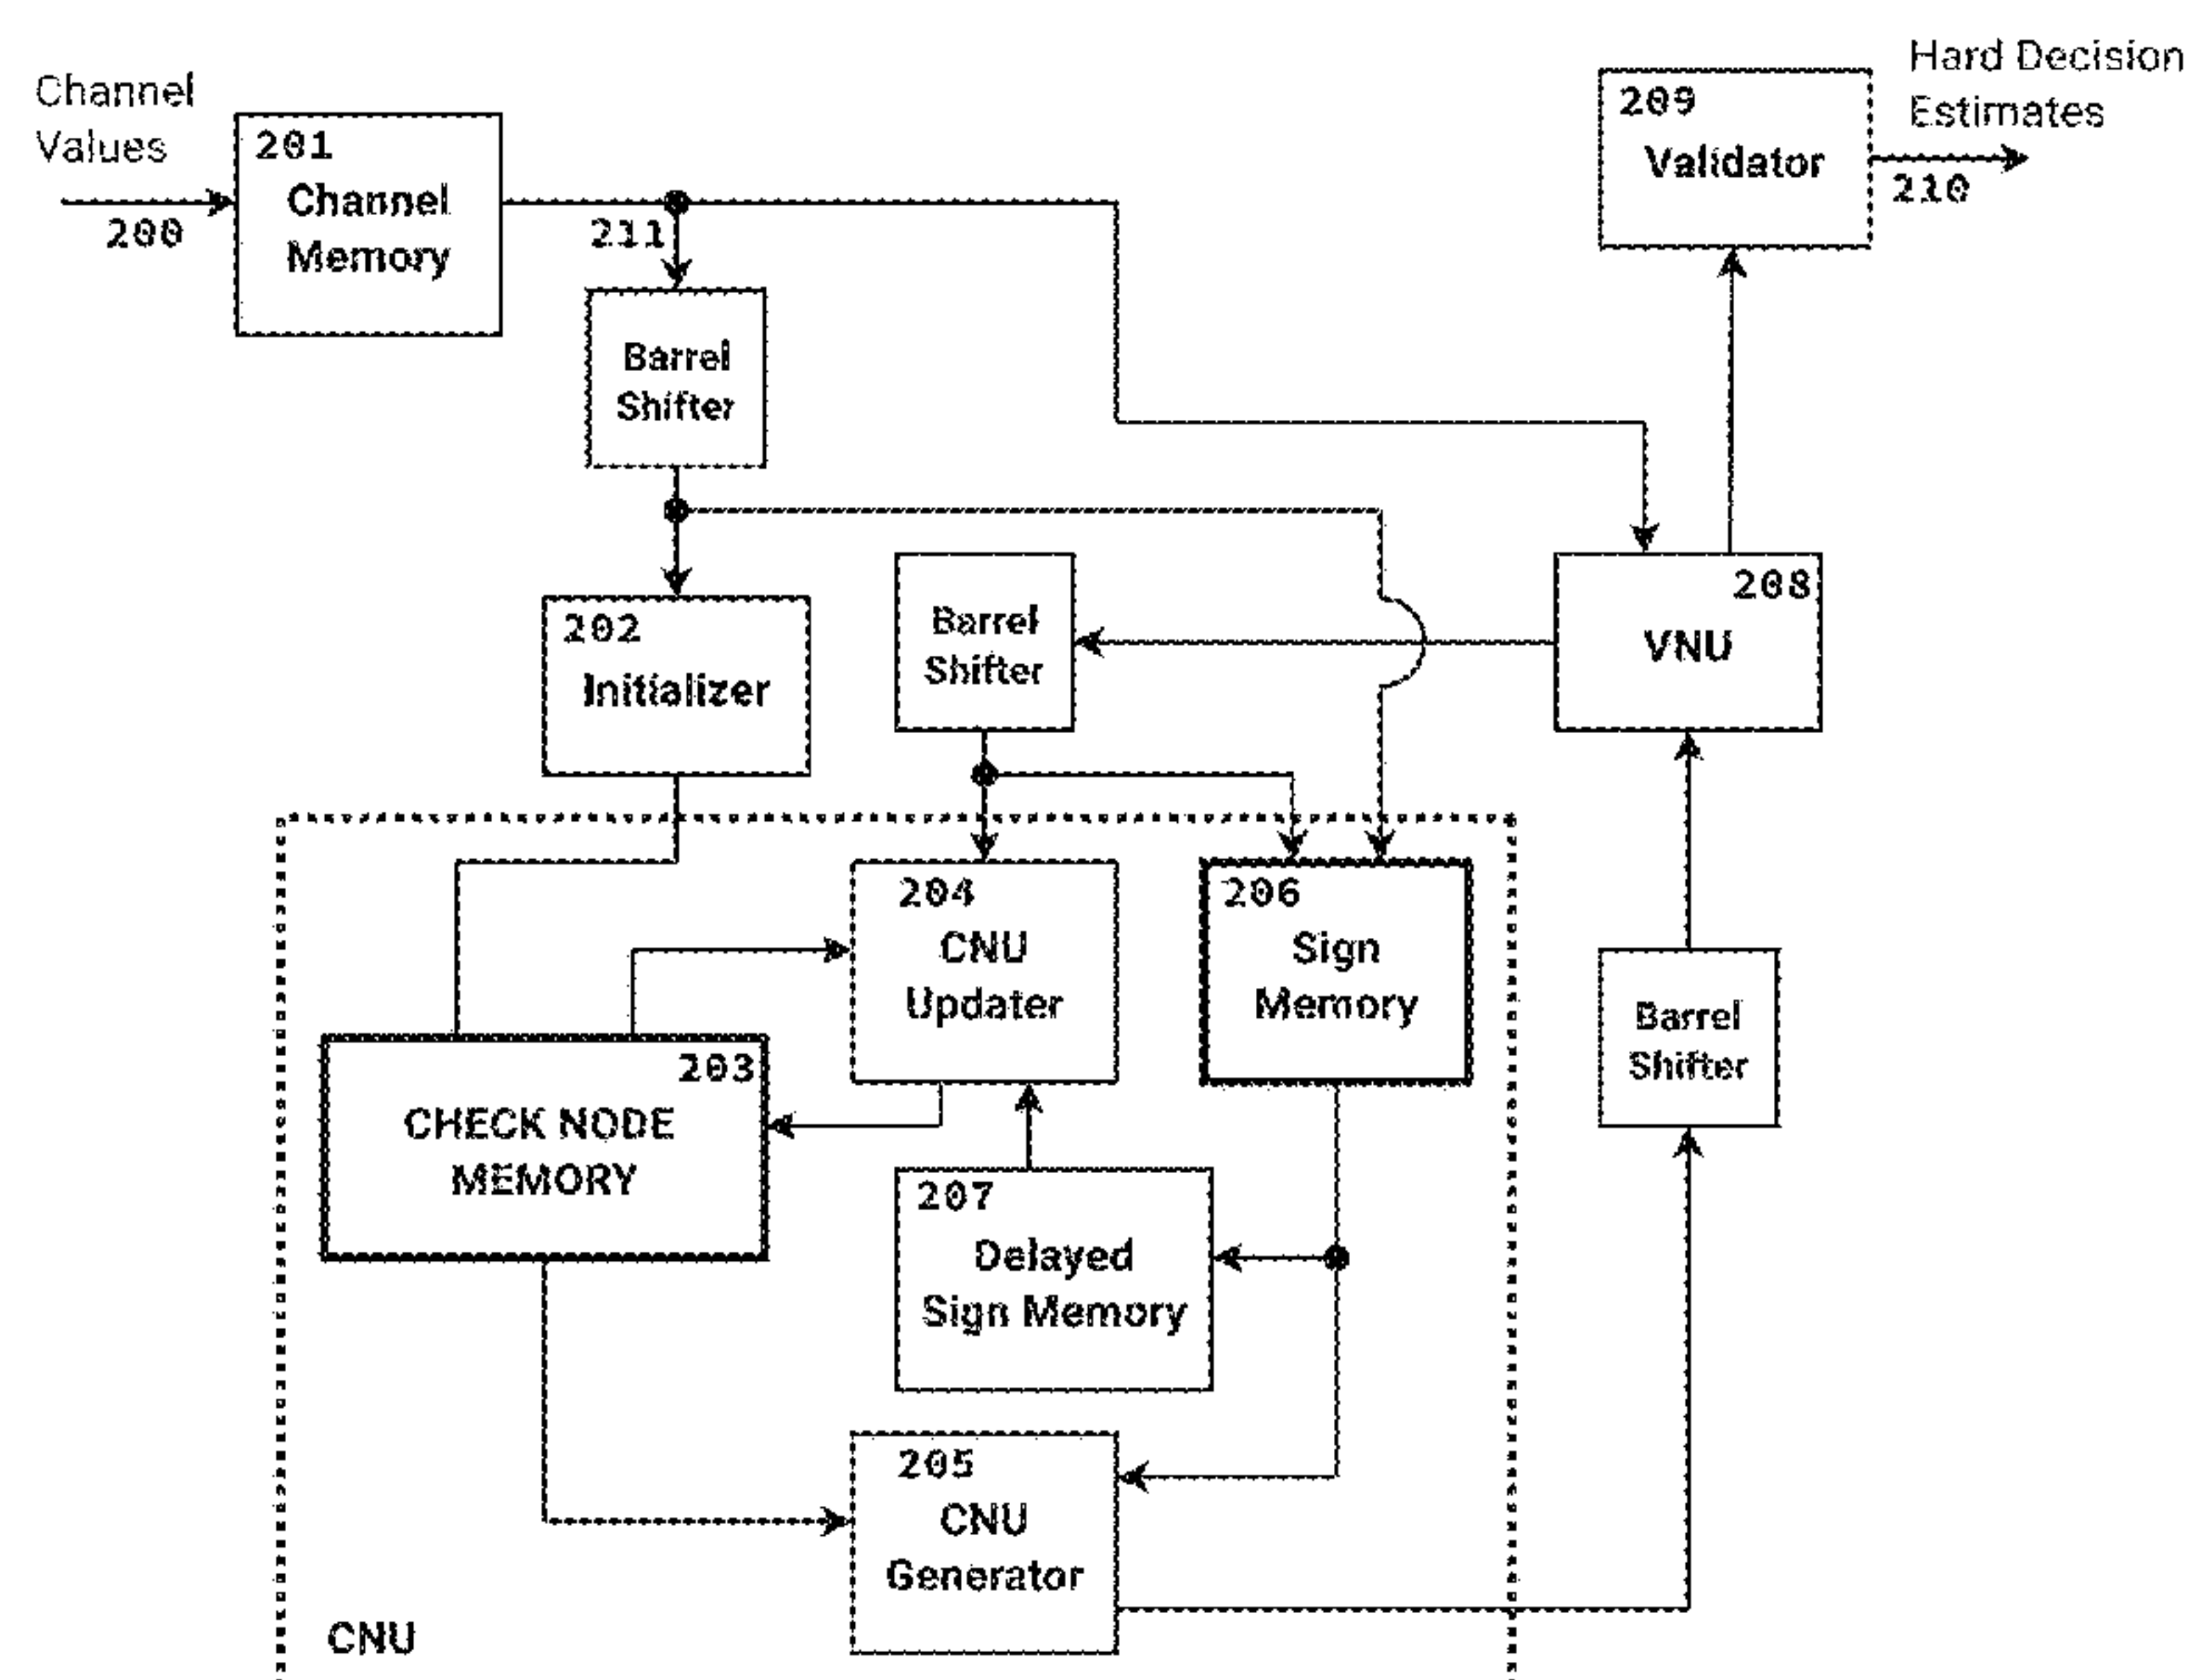 Channel
Values
200
201
Channel
Memory
211
Barrel
Shifter
209
Validator
Hard Decision
Estimates
210
202
Initializer
Barrel
Shifter
208
VNU
204
CNU
Updater
206
Sign
Memory
203
CHECK NODE
MEMORY
Barrel
Shifter
207
Delayed
Sign Memory
205
CNU
Generator
CNU